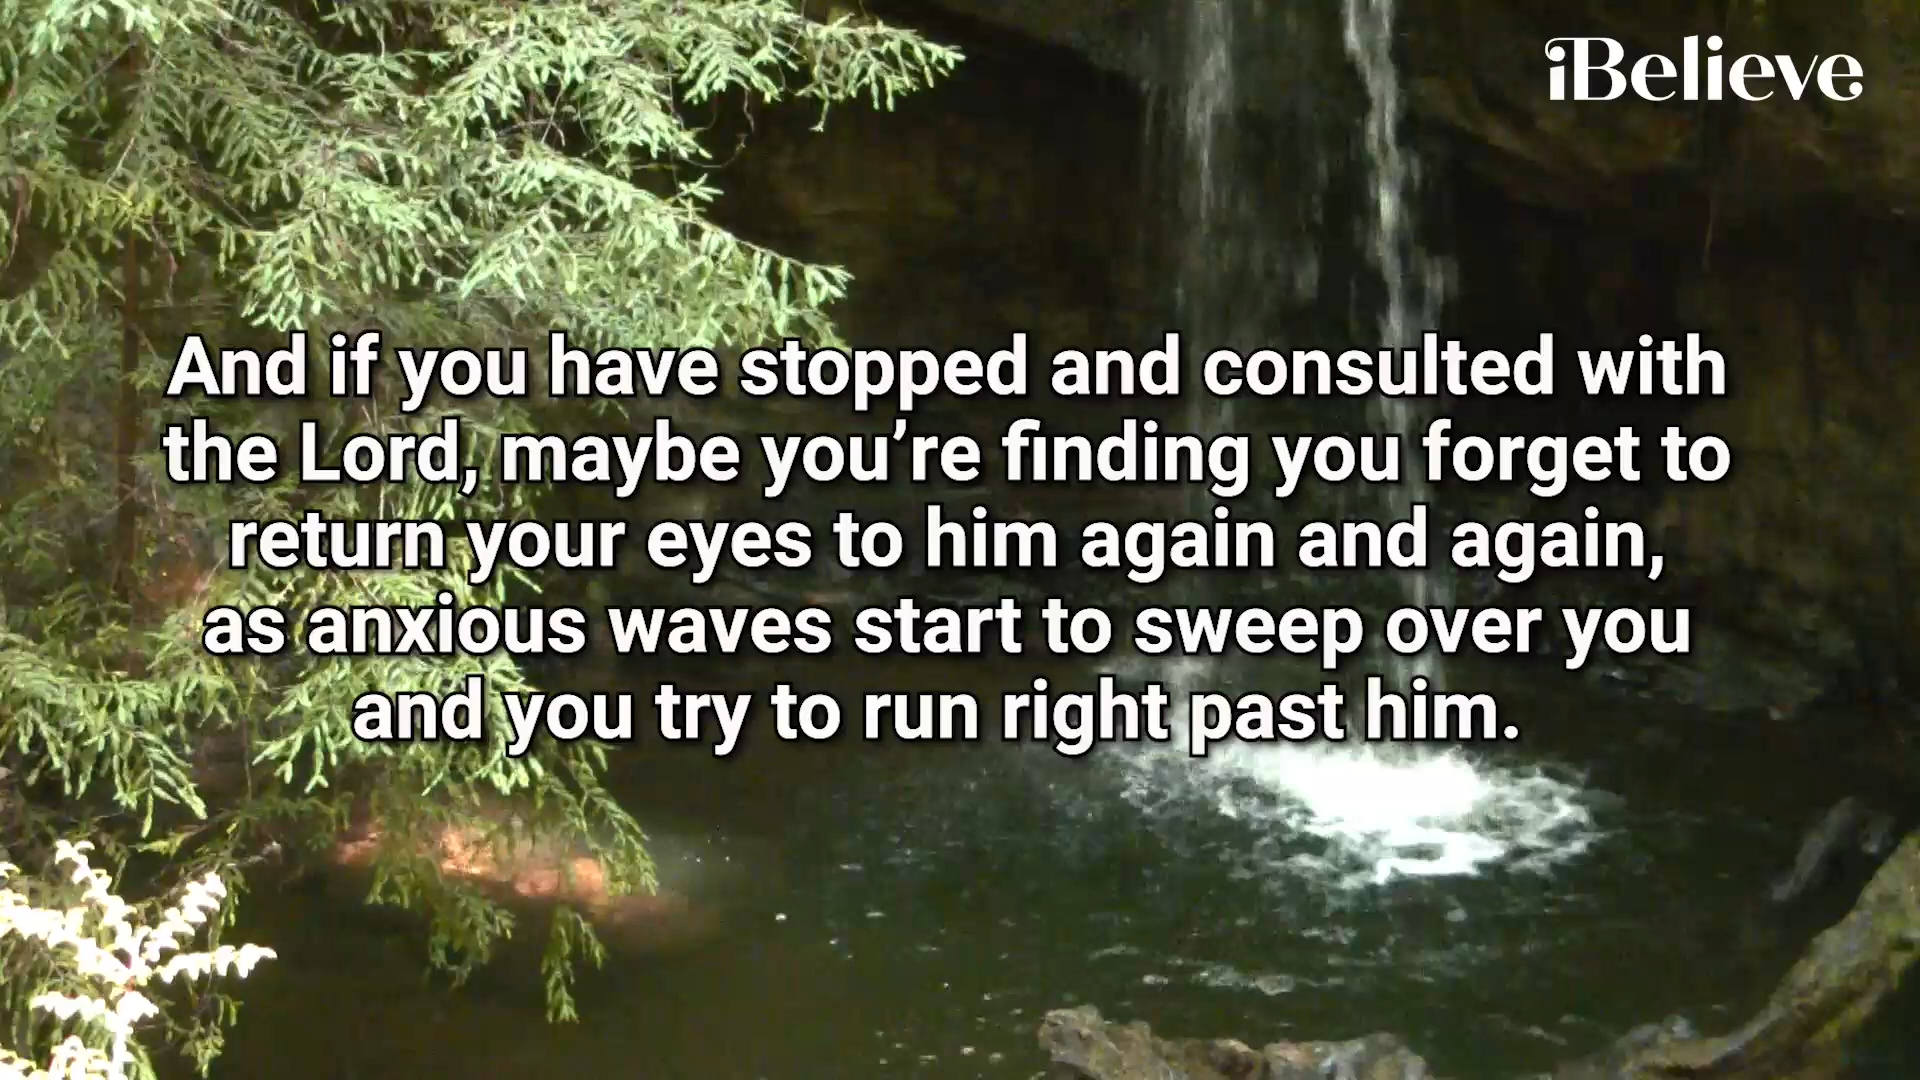 iBelieve
And if you have stopped and consulted with
the Lord, maybe you’re finding you forget to
return your eyes to him again and again,
as anxious waves start to sweep over you
and you try to run right past him.